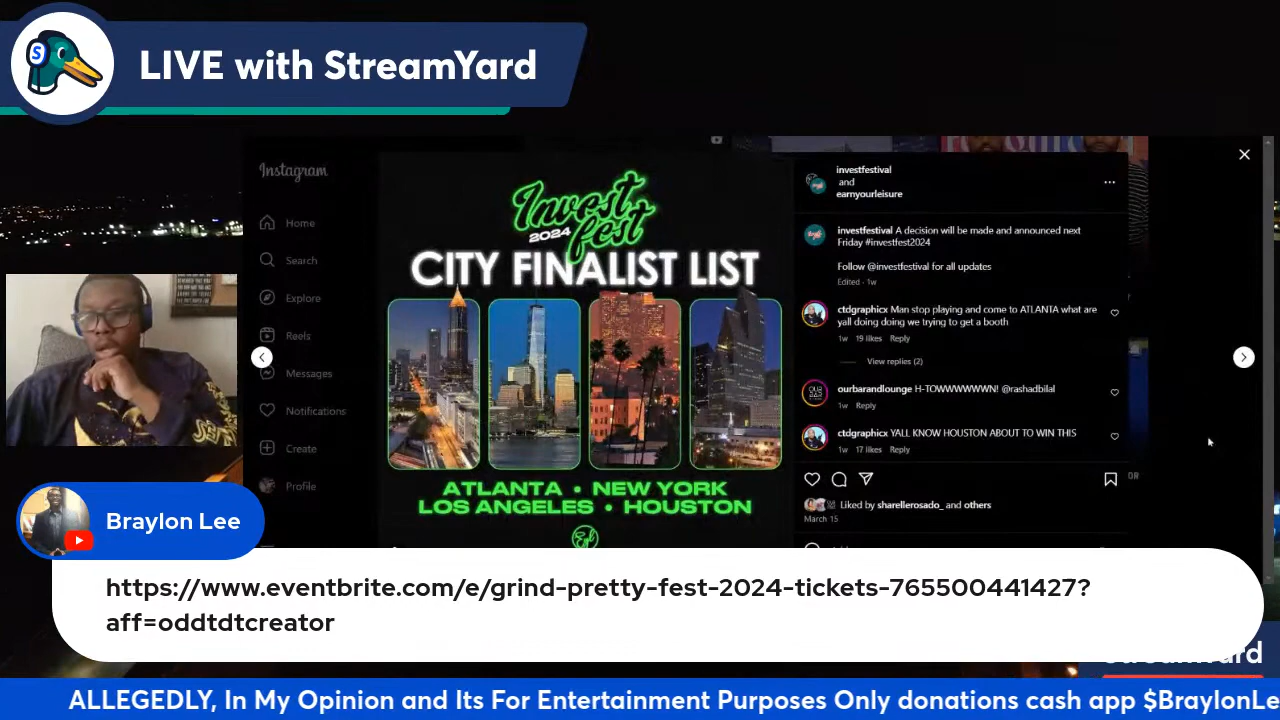 LIVE with StreamYard
Instagram
Home
Search
Explore
Reels
Messages
Notifications
Create
Profile
Invest
2024 fest
CITY FINALIST LIST
ATLANTA • NEW YORK
LOS ANGELES • HOUSTON
investfestival
and
earnyourleisure
investfestival A decision will be made and announced next
Friday #investfest2024
Follow @investfestival for all updates
Edited · 1w
ctdgraphicx Man stop playing and come to ATLANTA what are
yall doing doing we trying to get a booth
1w 19 likes Reply
View replies (2)
ourbarandlounge H-TOWWWWWWN! @rashadbilal
1w Reply
ctdgraphicx YALL KNOW HOUSTON ABOUT TO WIN THIS
1w 17 likes Reply
Liked by sharellerosado_ and others
March 15
Braylon Lee
https://www.eventbrite.com/e/grind-pretty-fest-2024-tickets-765500441427?
aff=oddtdtcreator
StreamYard
ALLEGEDLY, In My Opinion and Its For Entertainment Purposes Only donations cash app $BraylonLe